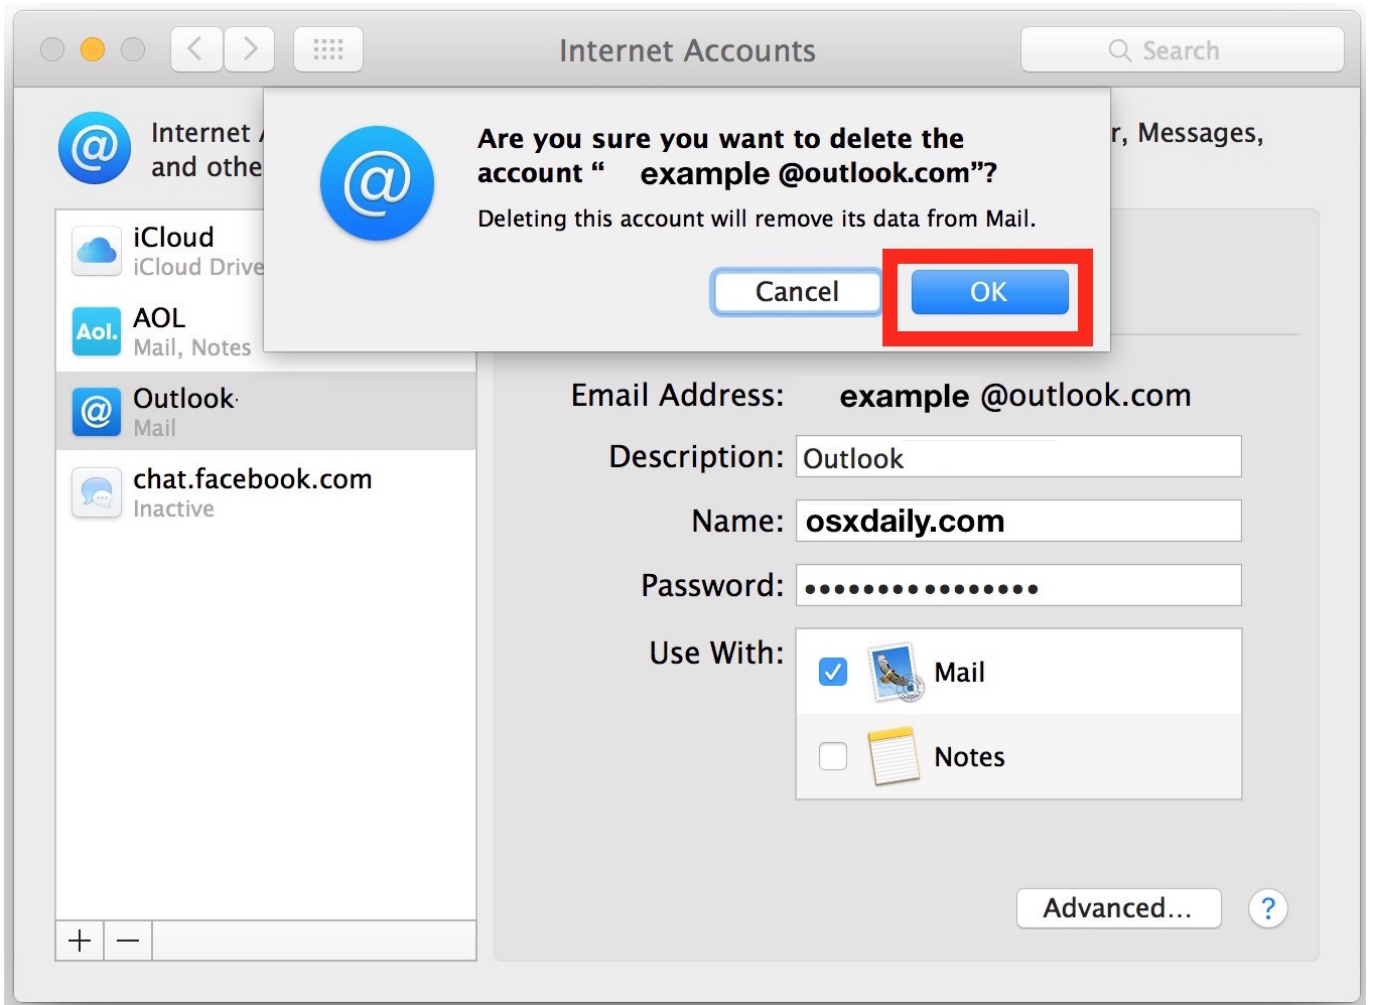 Internet Accounts
Search
Internet
r, Messages,
and othe
Are you sure you want to delete the
account “ example @outlook.com”?
Deleting this account will remove its data from Mail.
Cancel
OK
iCloud
iCloud Drive
Aol.
AOL
Mail, Notes
@
Outlook
Mail
chat.facebook.com
Inactive
Email Address: example @outlook.com
Description: Outlook
Name: osxdaily.com
Password: ••••••••••••••••
Use With:
Mail
Notes
+ −
Advanced...
?